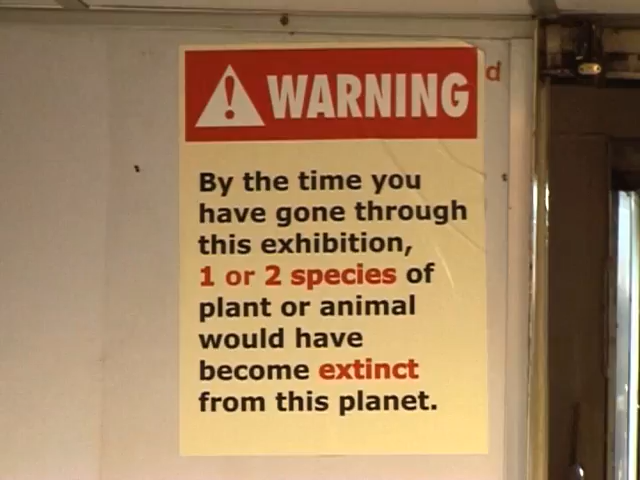 WARNING
d
By the time you
have gone through
this exhibition,
1 or 2 species of
plant or animal
would have
become extinct
from this planet.